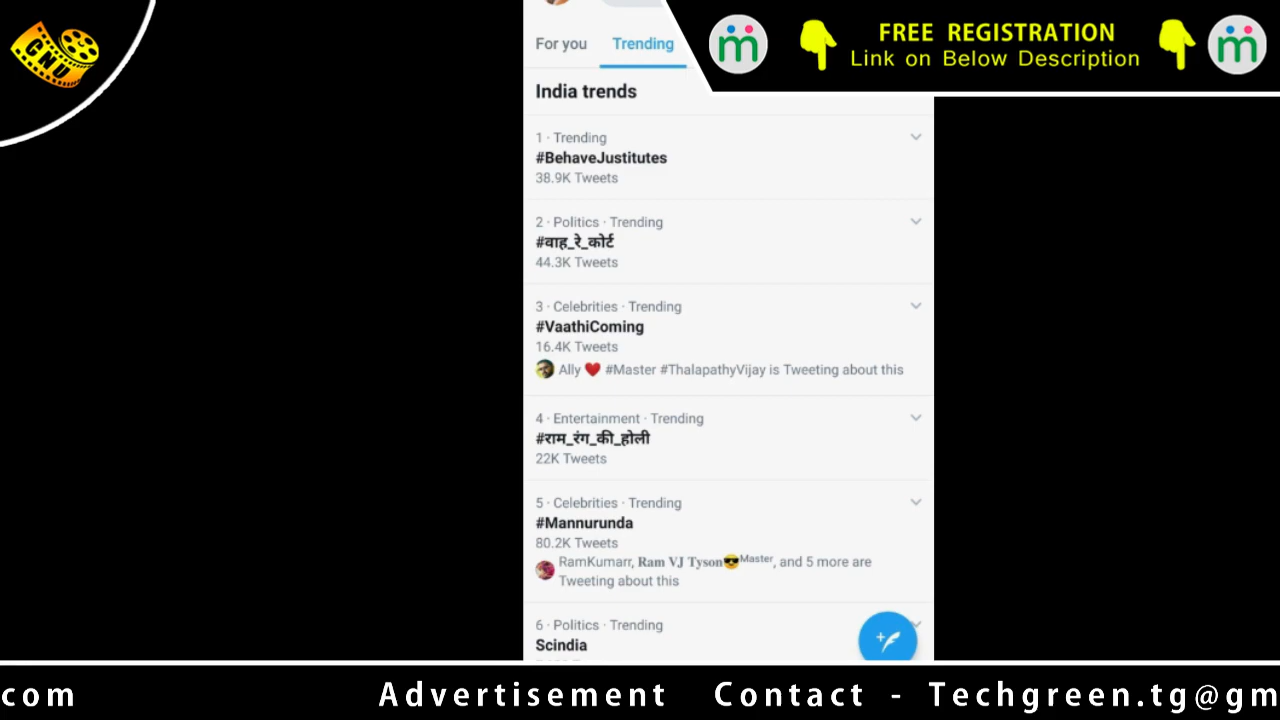 CNU
FREE REGISTRATION
Link on Below Description
For you Trending
India trends
1 · Trending
#BehaveJustitutes
38.9K Tweets
2 · Politics · Trending
#वाह_रे_कोर्ट
44.3K Tweets
3 · Celebrities · Trending
#VaathiComing
16.4K Tweets
Ally ❤️ #Master #ThalapathyVijay is Tweeting about this
4 · Entertainment · Trending
#राम_रंग_की_होली
22K Tweets
5 · Celebrities · Trending
#Mannurunda
80.2K Tweets
RamKumarr, Ram VJ Tyson😎Master, and 5 more are
Tweeting about this
6 · Politics · Trending
Scindia
com Advertisement Contact - Techgreen.tg@gm